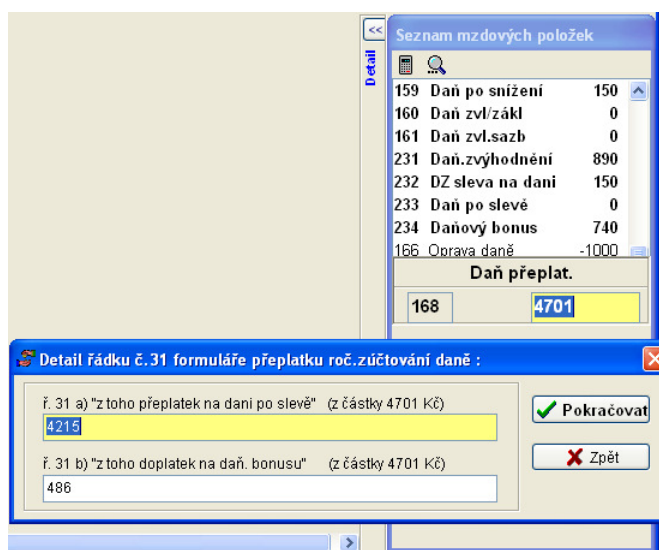 <<
Detail
Seznam mzdových položek
159 Daň po snížení 150
160 Daň zvl/zákl 0
161 Daň zvl.sazb 0
231 Daň.zvýhodnění 890
232 DZ sleva na dani 150
233 Daň po slevě 0
234 Daňový bonus 740
166 Oprava daně -1000
Daň přeplat.
168 4701
Detail řádku č.31 formuláře přeplatku roč.zúčtování daně :
ř. 31 a) "z toho přeplatek na dani po slevě" (z částky 4701 Kč)
4215
Pokračovat
ř. 31 b) "z toho doplatek na daň. bonusu" (z částky 4701 Kč)
486
Zpět